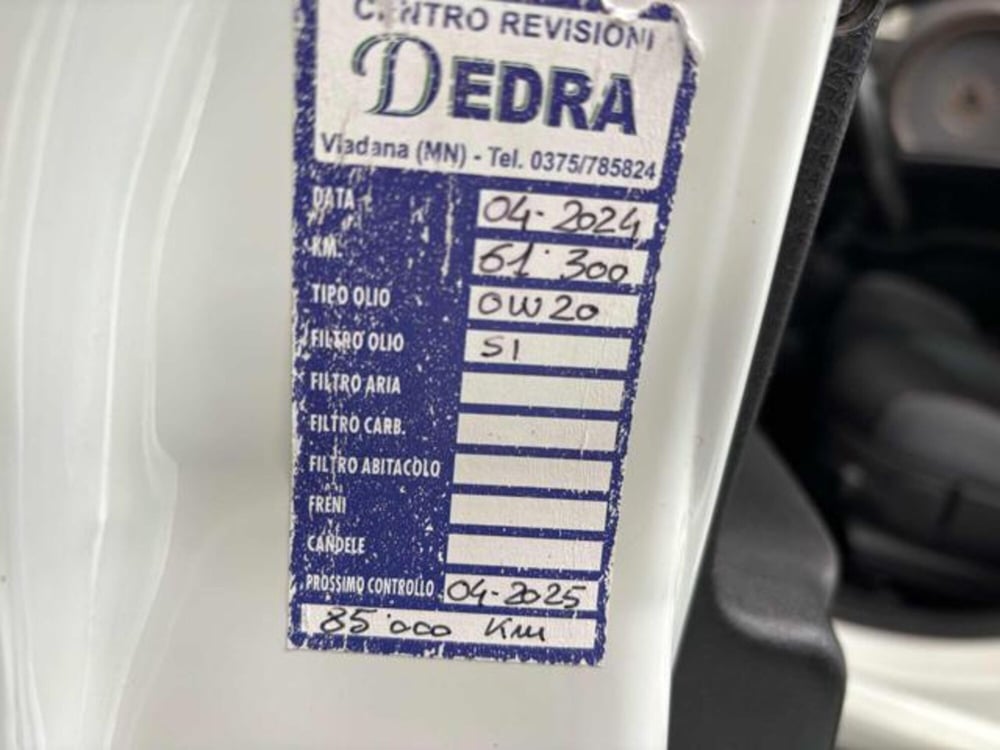 CENTRO REVISIONI
DEDRA
Viadana (MN) - Tel. 0375/785824
DATA 04-2024
KM. 61'300
TIPO OLIO 0W20
FILTRO OLIO SI
FILTRO ARIA
FILTRO CARB.
FILTRO ABITACOLO
FRENI
CANDELE
PROSSIMO CONTROLLO 04-2025
85'000 Km